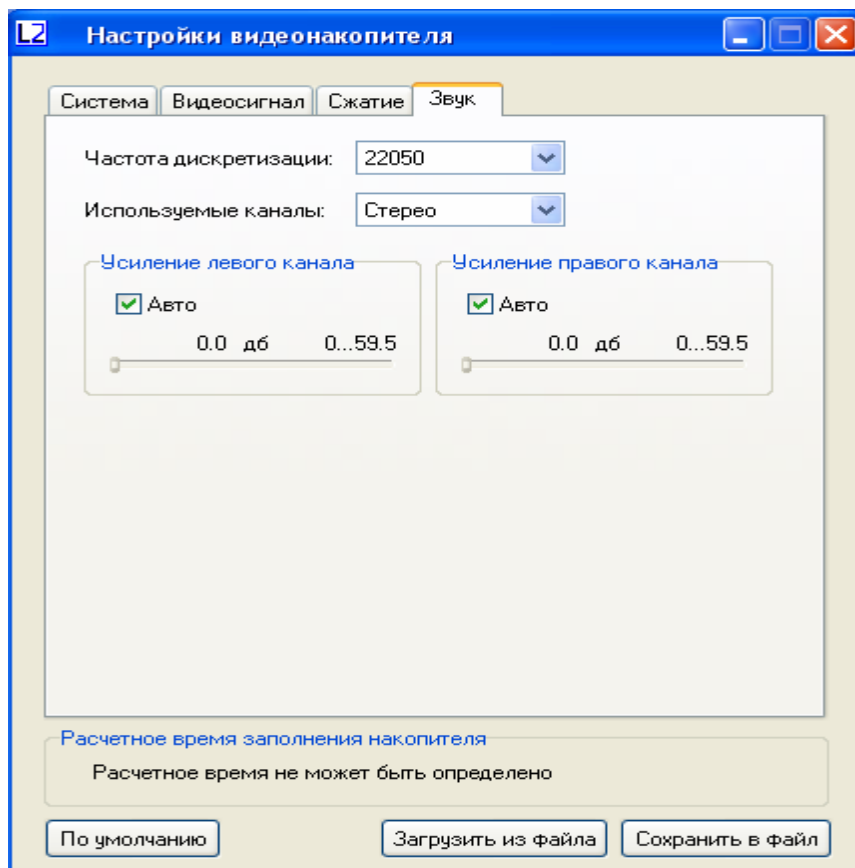 L2 Настройки видеонакопителя
Система Видеосигнал Сжатие Звук
Частота дискретизации: 22050
Используемые каналы: Стерео
Усиление левого канала Усиление правого канала
Авто Авто
0.0 дб 0...59.5 0.0 дб 0...59.5
Расчетное время заполнения накопителя
Расчетное время не может быть определено
По умолчанию Загрузить из файла Сохранить в файл